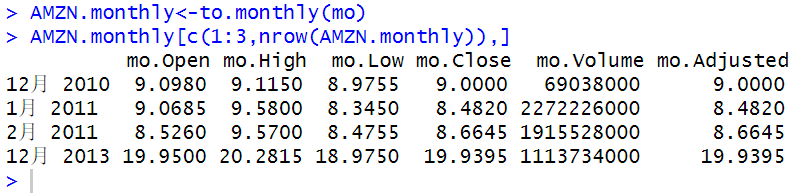 > AMZN.monthly<-to.monthly(mo)
> AMZN.monthly[c(1:3,nrow(AMZN.monthly)),]
mo.Open mo.High mo.Low mo.Close mo.Volume mo.Adjusted
12月 2010 9.0980 9.1150 8.9755 9.0000 69038000 9.0000
1月 2011 9.0685 9.5800 8.3450 8.4820 2272226000 8.4820
2月 2011 8.5260 9.5700 8.4755 8.6645 1915528000 8.6645
12月 2013 19.9500 20.2815 18.9750 19.9395 1113734000 19.9395
>